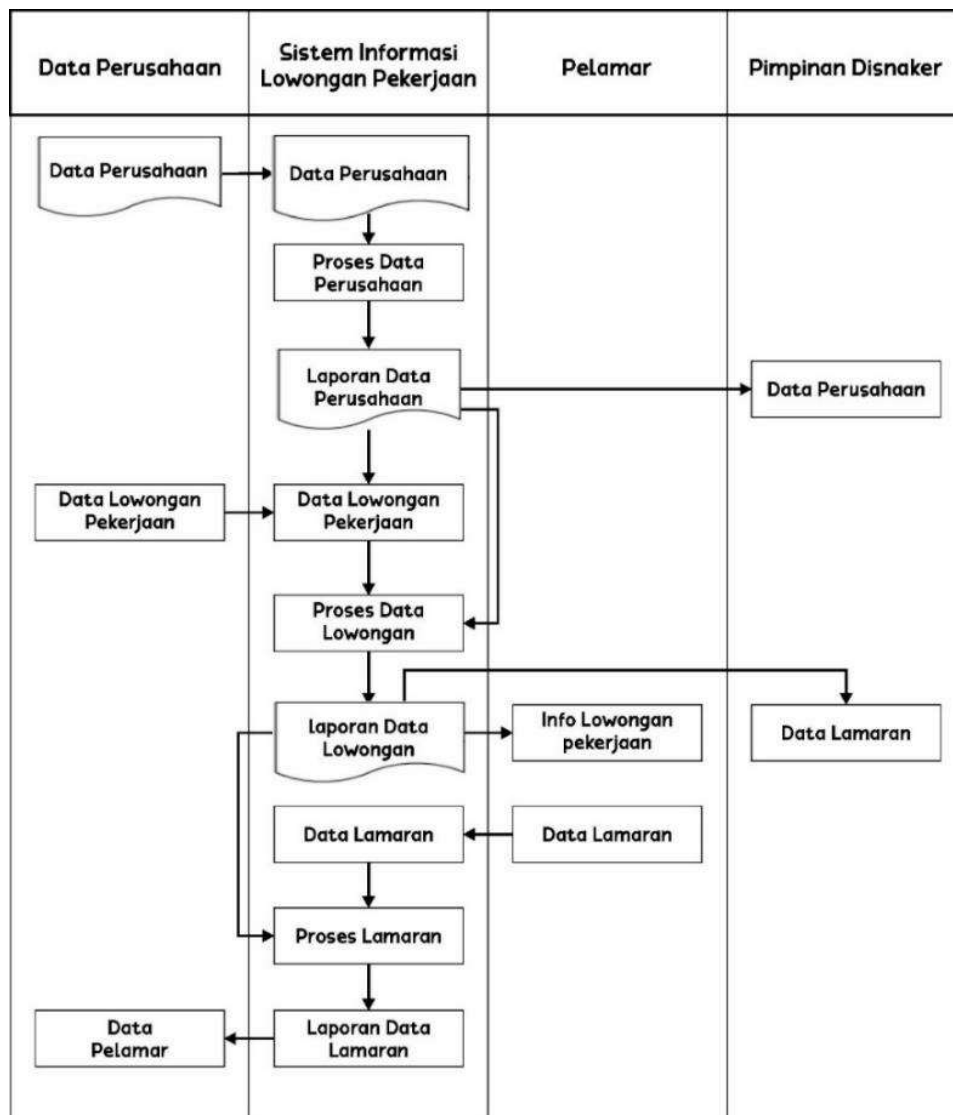 Data Perusahaan
Sistem Informasi
Lowongan Pekerjaan
Pelamar
Pimpinan Disnaker
Data Perusahaan
Data Perusahaan
Proses Data
Perusahaan
Laporan Data
Perusahaan
Data Perusahaan
Data Lowongan
Pekerjaan
Data Lowongan
Pekerjaan
Proses Data
Lowongan
laporan Data
Lowongan
Info Lowongan
pekerjaan
Data Lamaran
Data Lamaran
Data Lamaran
Proses Lamaran
Data
Pelamar
Laporan Data
Lamaran